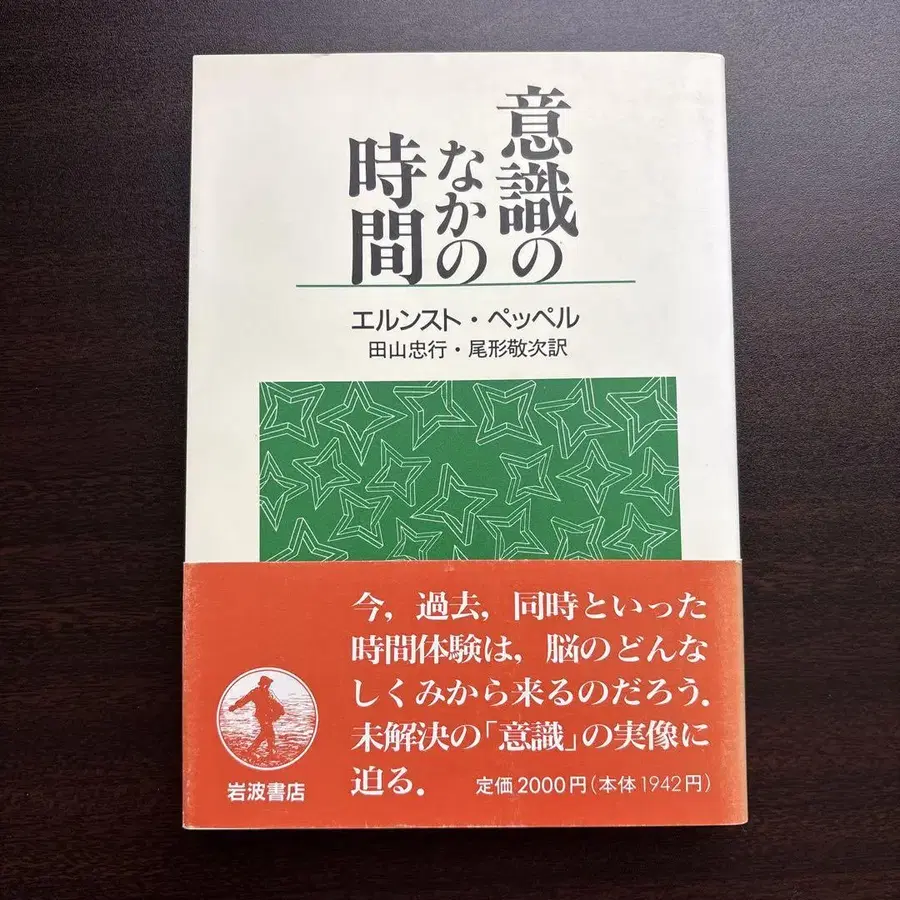 意識の
なかの
時間
エルンスト・ペッペル
田山忠行・尾形敬次訳
今，過去，同時といった
時間体験は，脳のどんな
しくみから来るのだろう．
未解決の「意識」の実像に
迫る．
定価2000円（本体1942円）
岩波書店